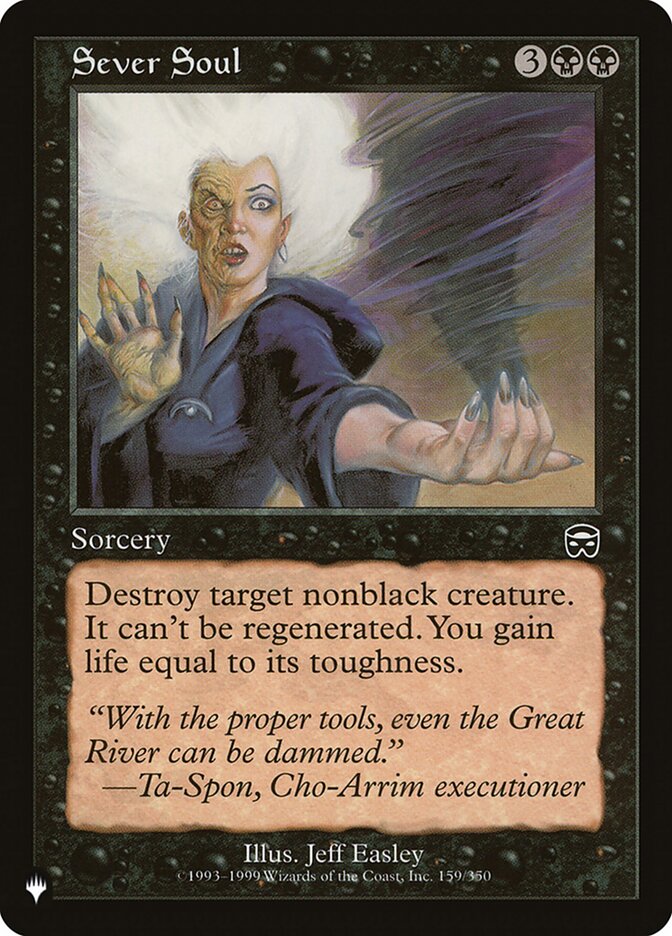 Sever Soul
3
Sorcery
Destroy target nonblack creature.
It can't be regenerated. You gain
life equal to its toughness.
"With the proper tools, even the Great
River can be dammed."
—Ta-Spon, Cho-Arrim executioner
Illus. Jeff Easley
©1993–1999 Wizards of the Coast, Inc. 159/350